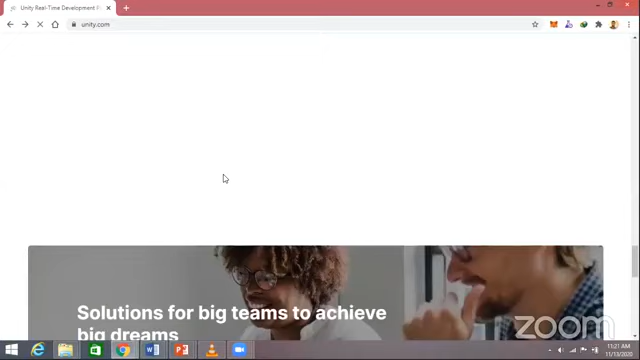 Unity Real-Time Development P
unity.com
Solutions for big teams to achieve
big dreams
zoom
11:21 AM
11/13/2020